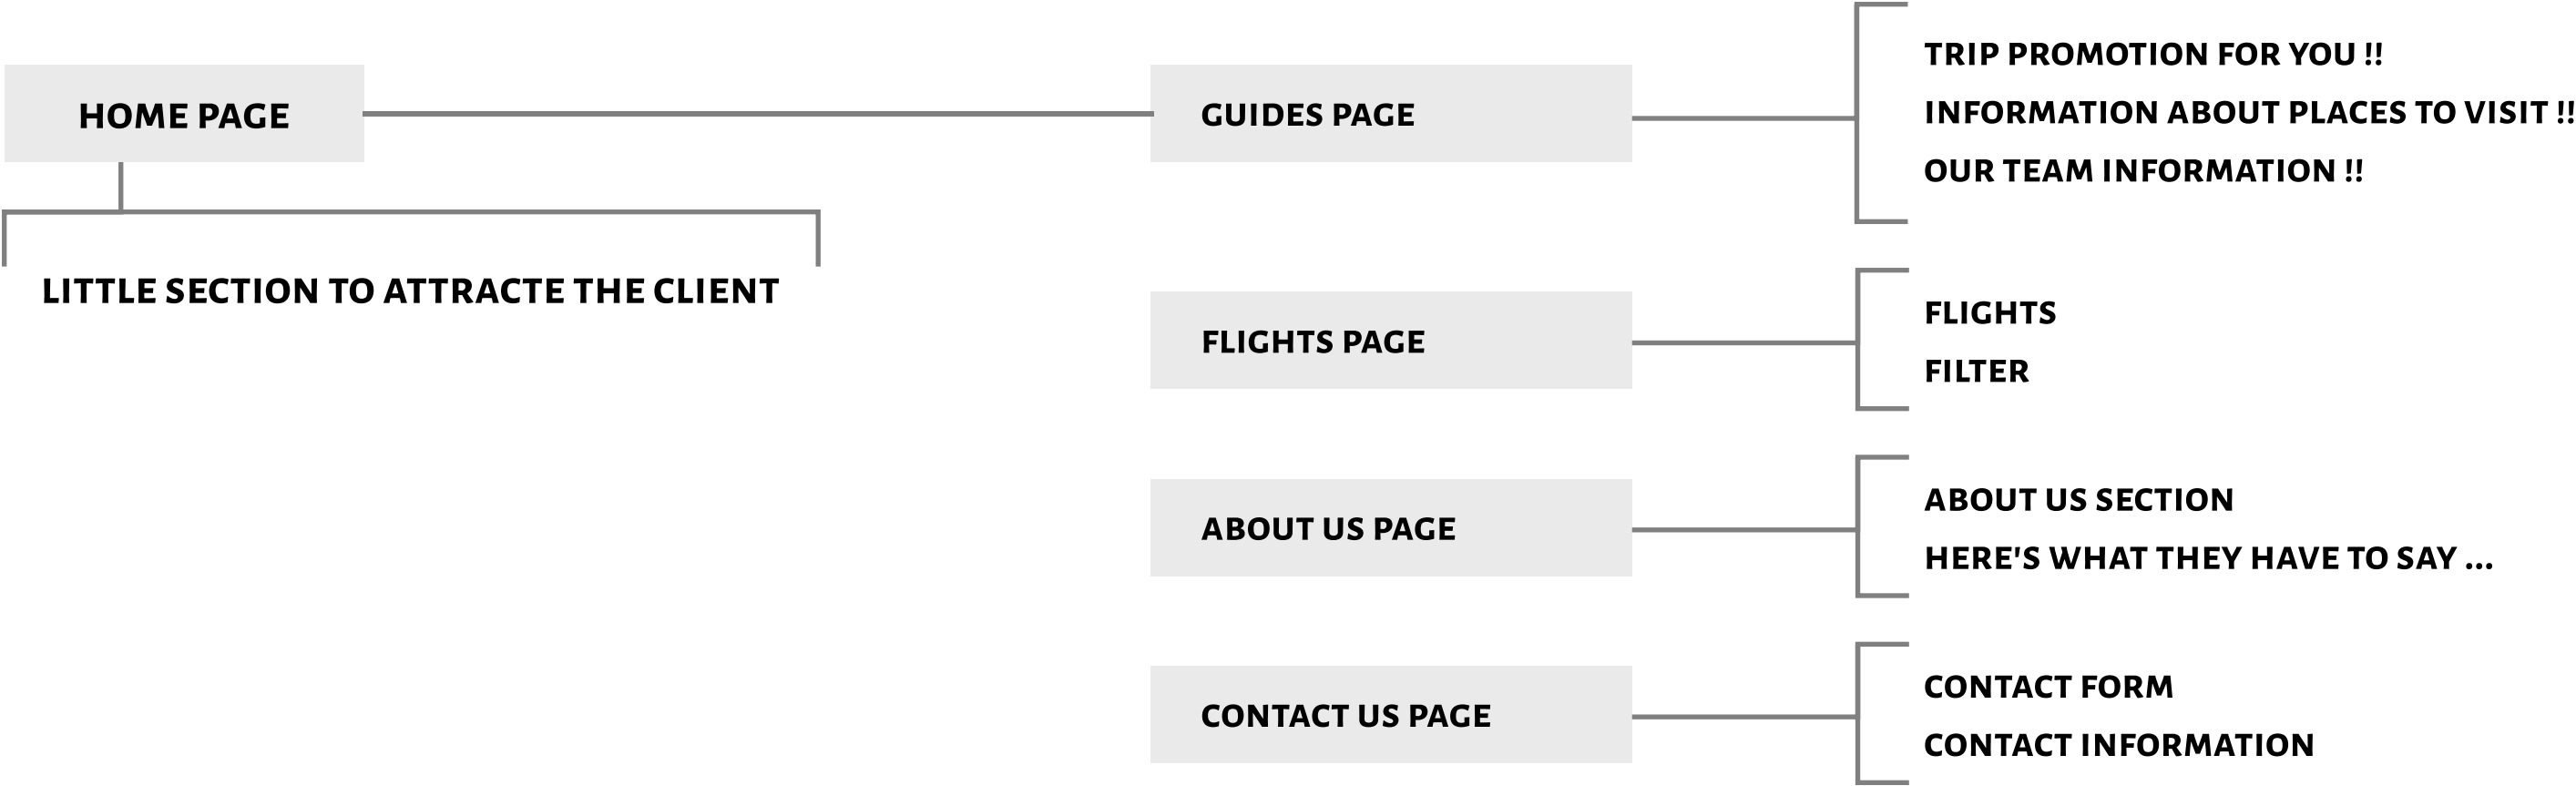 HOME PAGE
LITTLE SECTION TO ATTRACTE THE CLIENT
GUIDES PAGE
TRIP PROMOTION FOR YOU !!
INFORMATION ABOUT PLACES TO VISIT !!
OUR TEAM INFORMATION !!
FLIGHTS PAGE
FLIGHTS
FILTER
ABOUT US PAGE
ABOUT US SECTION
HERE'S WHAT THEY HAVE TO SAY ...
CONTACT US PAGE
CONTACT FORM
CONTACT INFORMATION